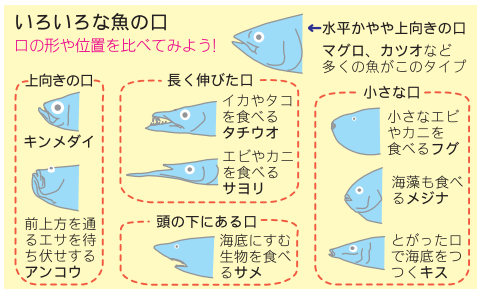 いろいろな魚の口
口の形や位置を比べてみよう!
←水平かやや上向きの口
マグロ、カツオなど
多くの魚がこのタイプ
上向きの口
キンメダイ
前上方を通
るエサを待
ち伏せする
アンコウ
長く伸びた口
イカやタコ
を食べる
タチウオ
エビやカニ
を食べる
サヨリ
頭の下にある口
海底にすむ
生物を食べ
るサメ
小さな口
小さなエビ
やカニを
食べるフグ
海藻も食べ
るメジナ
とがった口
で海底をつ
つくキス